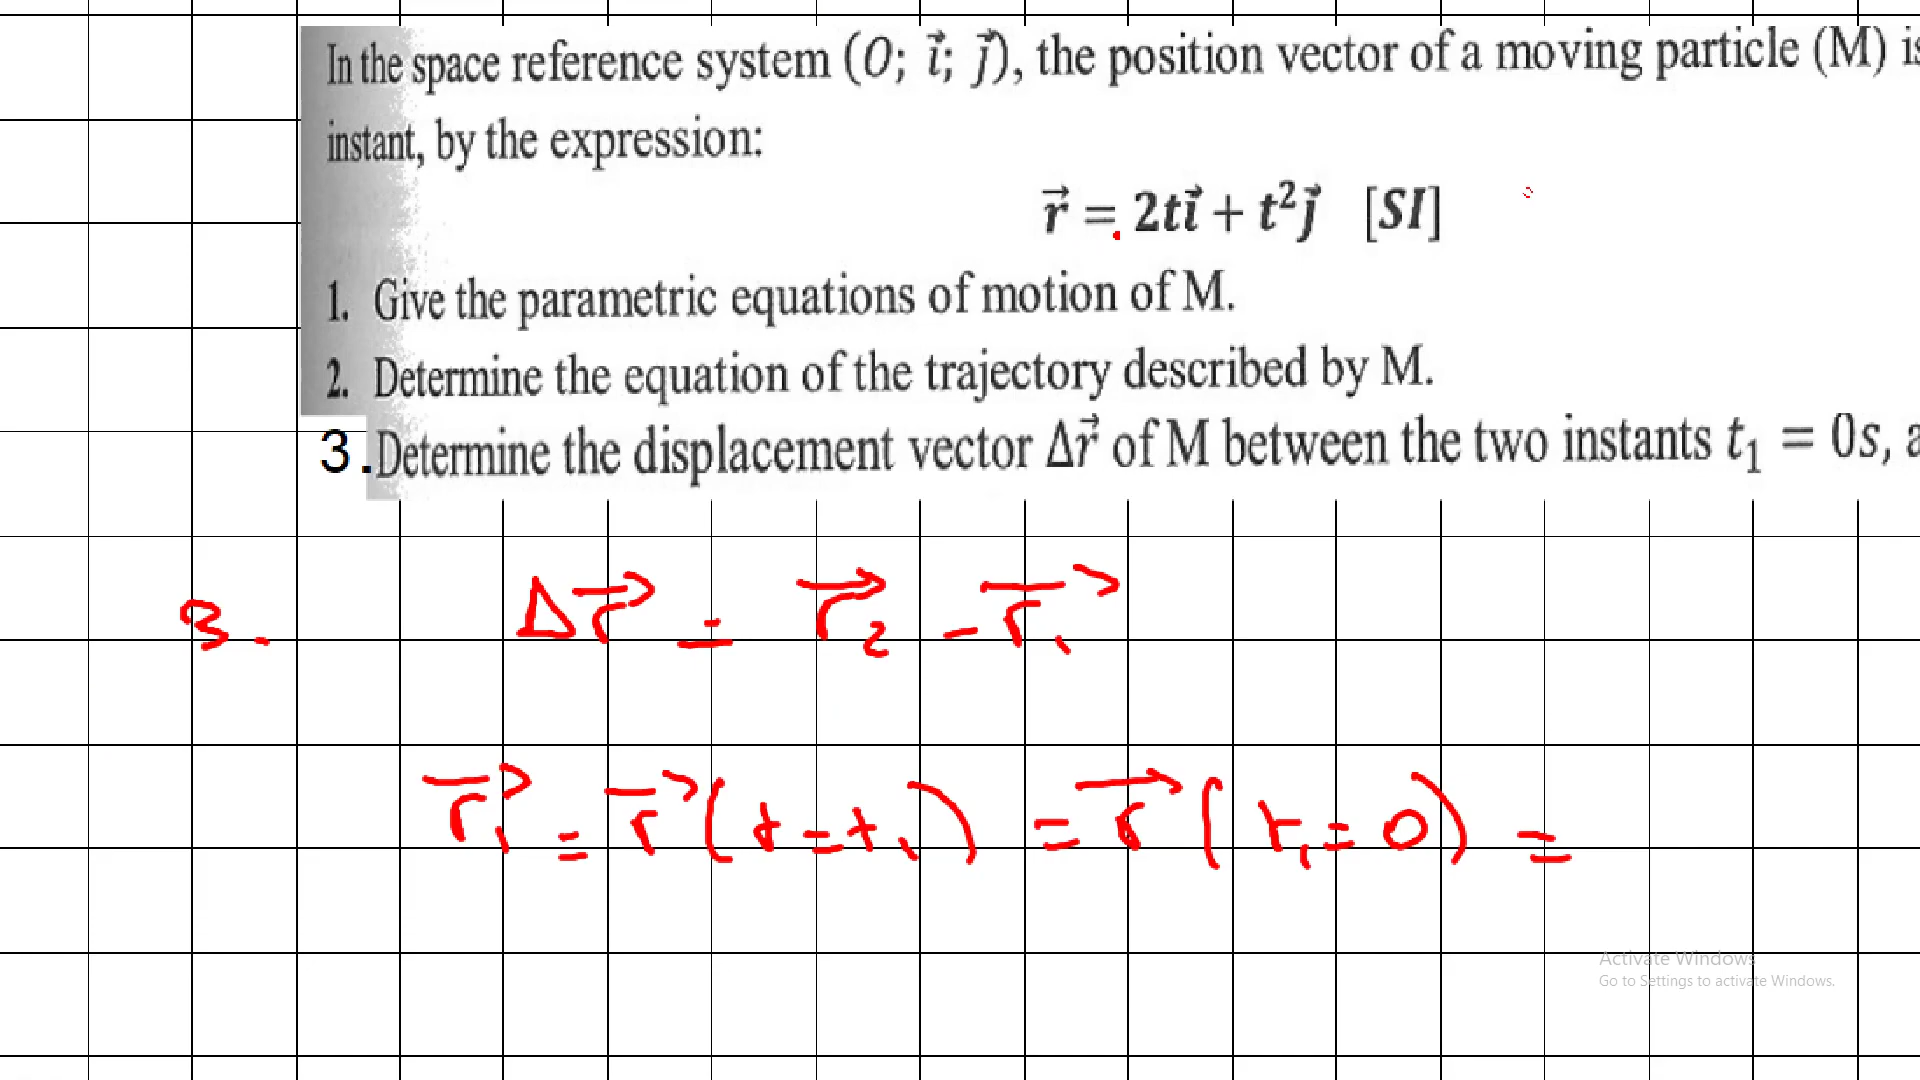 In the space reference system (O; i⃗; j⃗), the position vector of a moving particle (M) is
instant, by the expression:
r⃗ = 2ti⃗ + t²j⃗ [SI]
1. Give the parametric equations of motion of M.
2. Determine the equation of the trajectory described by M.
3. Determine the displacement vector Δr⃗ of M between the two instants t₁ = 0s, a
3. Δr⃗ = r⃗₂ - r⃗₁
r⃗₁ = r⃗(t=t₁) = r⃗(t₁=0) =
Activate Windows
Go to Settings to activate Windows.